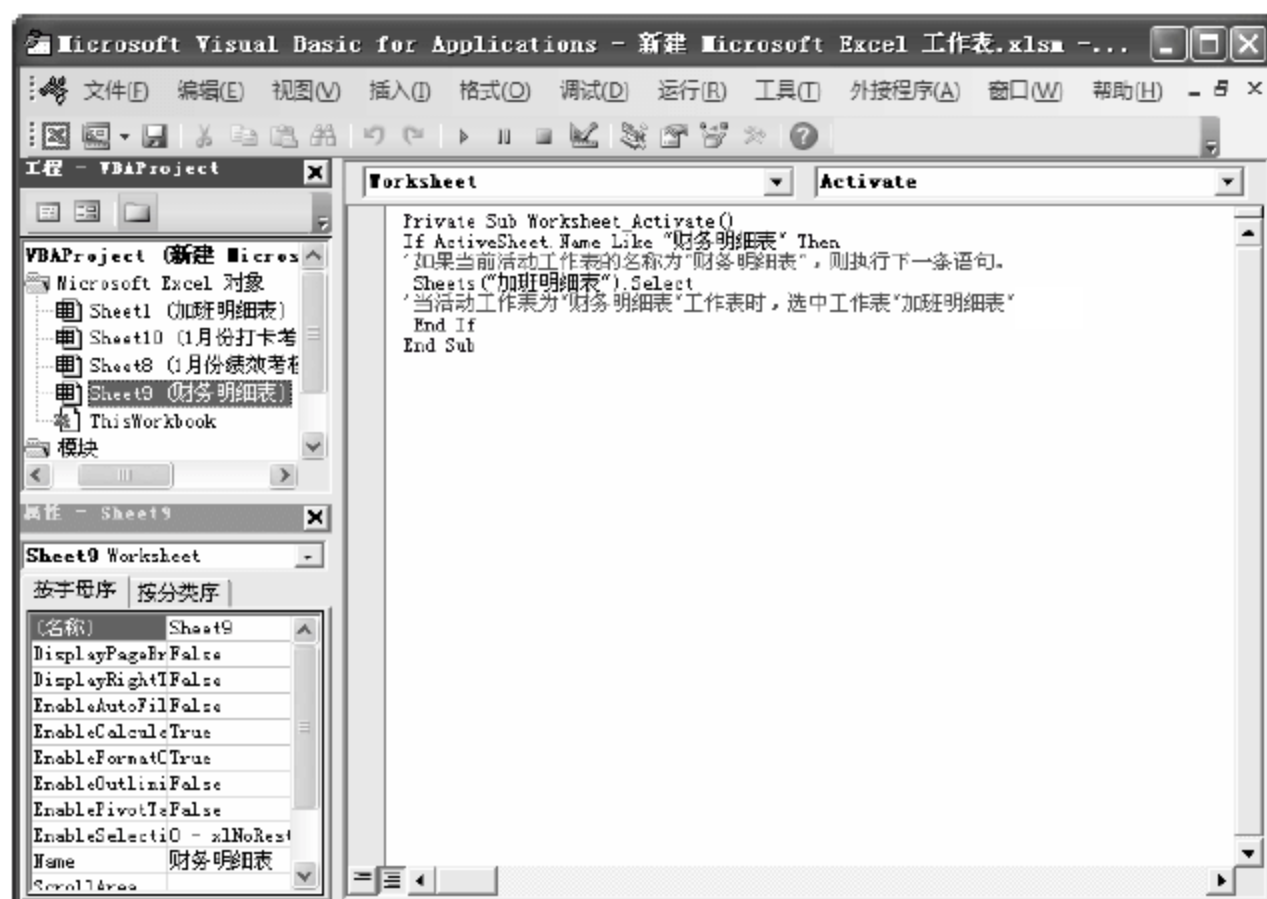 Microsoft Visual Basic for Applications - 新建 Microsoft Excel 工作表.xlsm -...
文件(F) 编辑(E) 视图(V) 插入(I) 格式(O) 调试(D) 运行(R) 工具(T) 外接程序(A) 窗口(W) 帮助(H)
工程 - VBAProject
VBAProject (新建 Micros
Microsoft Excel 对象
Sheet1 (加班明细表)
Sheet10 (1月份打卡考
Sheet8 (1月份绩效考核
Sheet9 (财务明细表)
ThisWorkbook
模块
属性 - Sheet9
Sheet9 Worksheet
按字母序 按分类序
(名称) Sheet9
DisplayPageBr False
DisplayRightT False
EnableAutoFil False
EnableCalcula True
EnableFormatC True
EnableOutlini False
EnablePivotTa False
EnableSelecti 0 - xlNoRest
Name 财务明细表
ScrollArea
Worksheet Activate
Private Sub Worksheet_Activate()
If ActiveSheet.Name Like "财务明细表" Then
'如果当前活动工作表的名称为"财务明细表"，则执行下一条语句。
Sheets("加班明细表").Select
'当活动工作表为"财务明细表"工作表时，选中工作表"加班明细表"
End If
End Sub